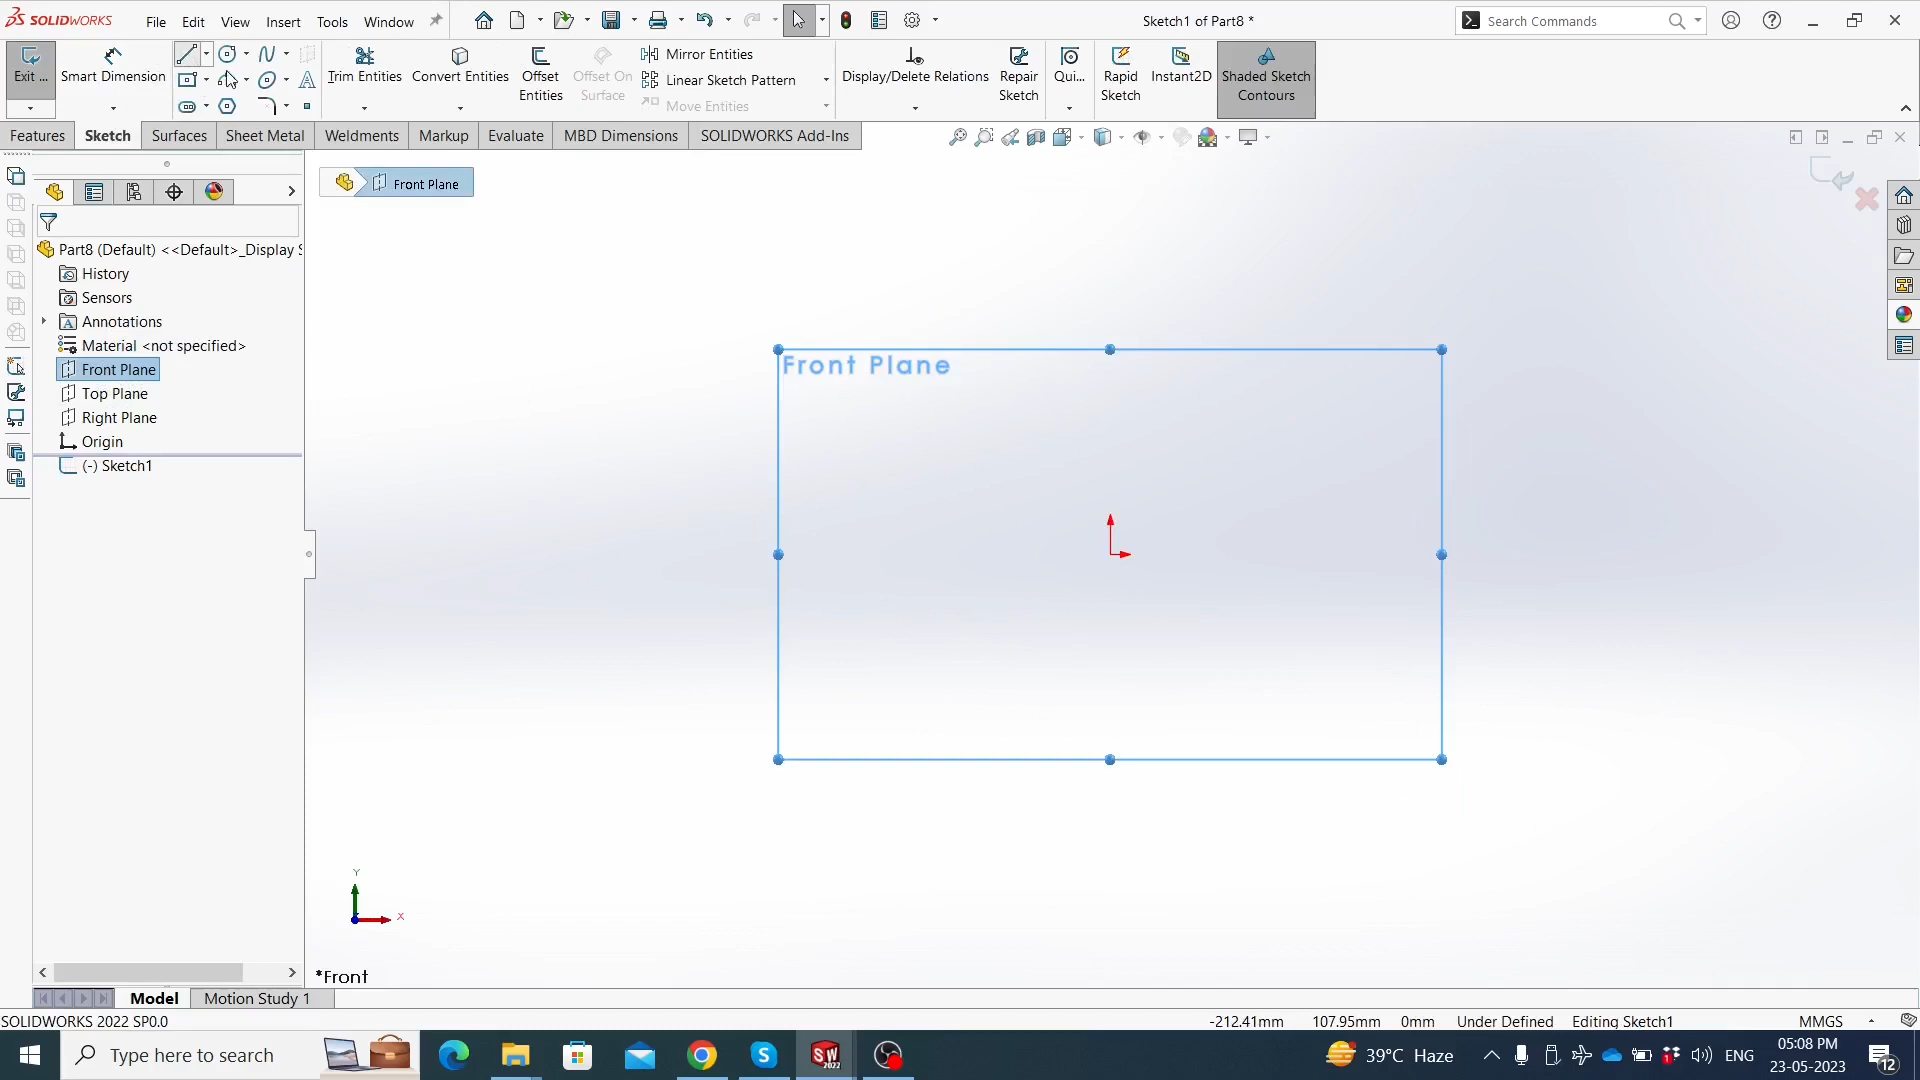 SOLIDWORKS
File Edit View Insert Tools Window
Sketch1 of Part8 *
Search Commands
Exit ...
Smart Dimension
Trim Entities
Convert Entities
Offset Entities
Offset On Surface
Mirror Entities
Linear Sketch Pattern
Move Entities
Display/Delete Relations
Repair Sketch
Qui...
Rapid Sketch
Instant2D
Shaded Sketch Contours
Features Sketch Surfaces Sheet Metal Weldments Markup Evaluate MBD Dimensions SOLIDWORKS Add-Ins
Front Plane
Part8 (Default) <<Default>_Display S
History
Sensors
Annotations
Material <not specified>
Front Plane
Top Plane
Right Plane
Origin
(-) Sketch1
Front Plane
Y
X
*Front
Model Motion Study 1
SOLIDWORKS 2022 SP0.0
-212.41mm 107.95mm 0mm Under Defined Editing Sketch1 MMGS
Type here to search
SW
2022
39°C Haze
ENG
05:08 PM
23-05-2023
12